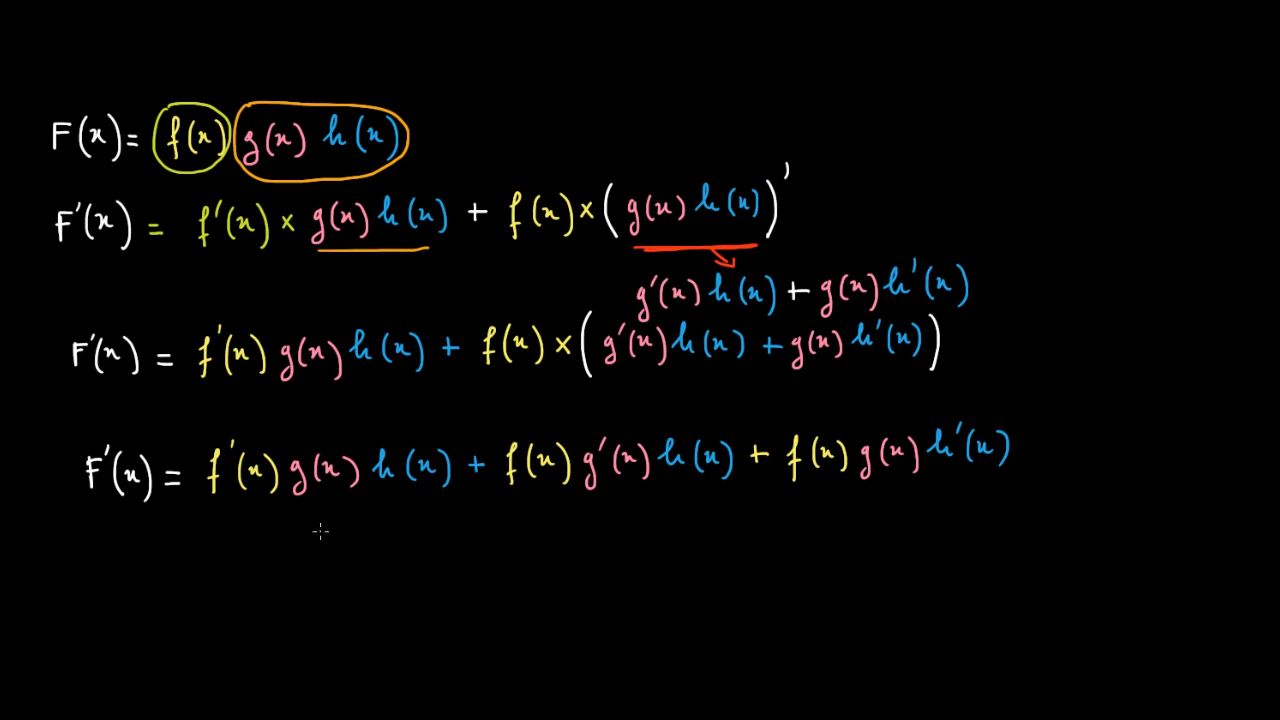 F(x)= f(x) g(x) h(x)
F'(x) = f'(x) × g(x) h(x) + f(x) × (g(x) h(x))'
g'(x) h(x) + g(x) h'(x)
F'(x) = f'(x) g(x) h(x) + f(x) × (g'(x) h(x) + g(x) h'(x))
F'(x) = f'(x) g(x) h(x) + f(x) g'(x) h(x) + f(x) g(x) h'(x)